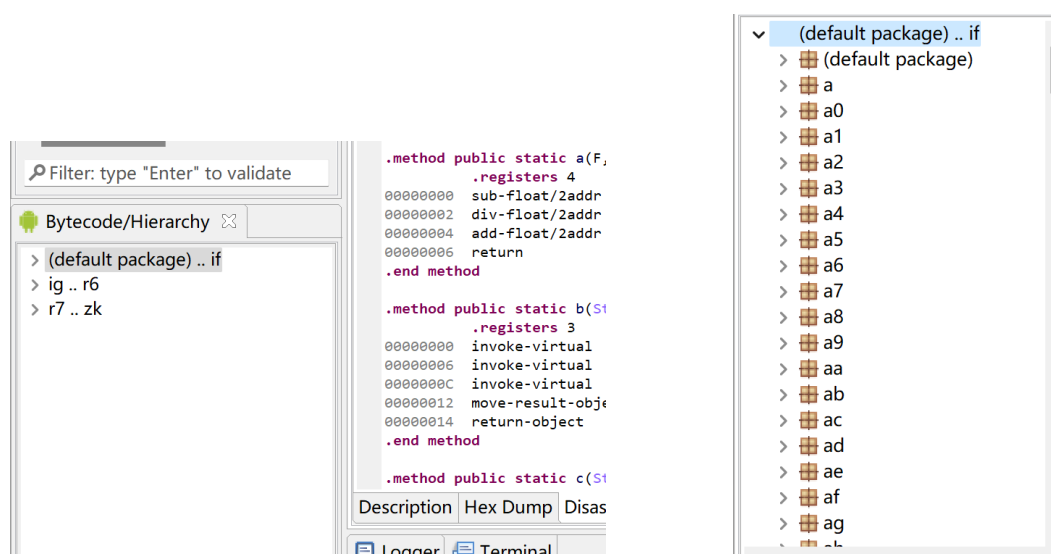 Filter: type "Enter" to validate
Bytecode/Hierarchy
(default package) .. if
ig .. r6
r7 .. zk
.method public static a(F,
.registers 4
00000000 sub-float/2addr
00000002 div-float/2addr
00000004 add-float/2addr
00000006 return
.end method
.method public static b(St
.registers 3
00000000 invoke-virtual
00000006 invoke-virtual
0000000C invoke-virtual
00000012 move-result-obje
00000014 return-object
.end method
.method public static c(St
Description Hex Dump Disas
Logger Terminal
(default package) .. if
(default package)
a
a0
a1
a2
a3
a4
a5
a6
a7
a8
a9
aa
ab
ac
ad
ae
af
ag